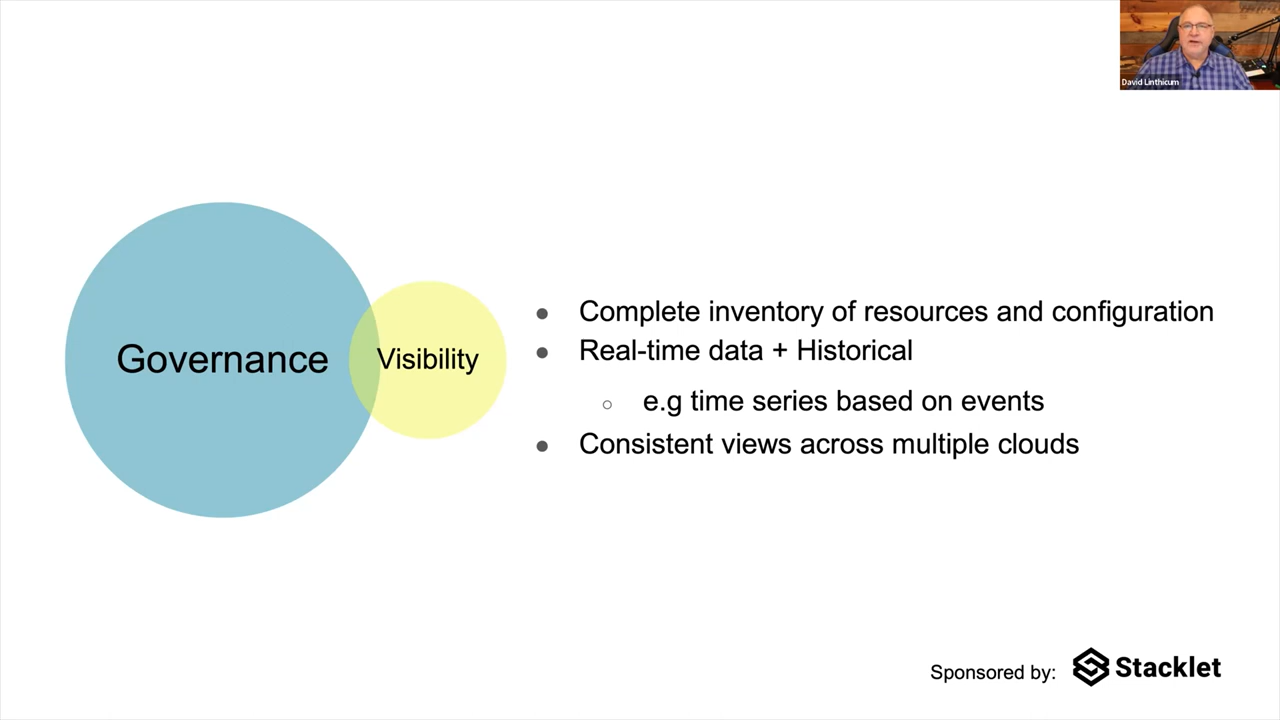 David Linthicum
Governance
Visibility
Complete inventory of resources and configuration
Real-time data + Historical
e.g time series based on events
Consistent views across multiple clouds
Sponsored by: Stacklet